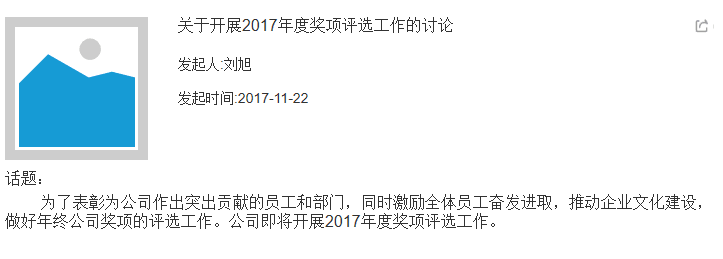 关于开展2017年度奖项评选工作的讨论
发起人:刘旭
发起时间:2017-11-22
话题:
为了表彰为公司作出突出贡献的员工和部门，同时激励全体员工奋发进取，推动企业文化建设，
做好年终公司奖项的评选工作。公司即将开展2017年度奖项评选工作。